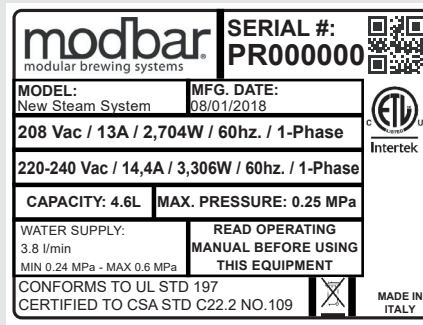 modbar.
modular brewing systems
SERIAL #:
PR000000
MODEL:
New Steam System
MFG. DATE:
08/01/2018
208 Vac / 13A / 2,704W / 60hz. / 1-Phase
220-240 Vac / 14,4A / 3,306W / 60hz. / 1-Phase
CAPACITY: 4.6L
MAX. PRESSURE: 0.25 MPa
WATER SUPPLY:
3.8 l/min
MIN 0.24 MPa - MAX 0.6 MPa
READ OPERATING
MANUAL BEFORE USING
THIS EQUIPMENT
CONFORMS TO UL STD 197
CERTIFIED TO CSA STD C22.2 NO.109
C ETL US
LISTED
Intertek
MADE IN
ITALY